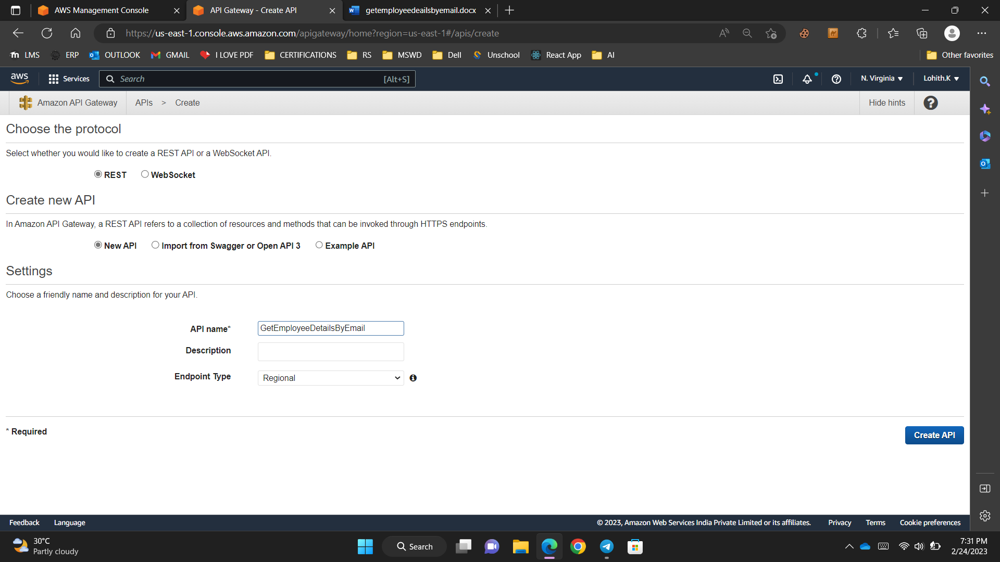 AWS Management Console
API Gateway - Create API
getemployeedeailsbyemail.docx
https://us-east-1.console.aws.amazon.com/apigateway/home?region=us-east-1#/apis/create
LMS ERP OUTLOOK GMAIL I LOVE PDF CERTIFICATIONS RS MSWD Dell Unschool React App AI Other favorites
aws Services Search [Alt+S] N. Virginia Lohith.K
Amazon API Gateway APIs > Create Hide hints
Choose the protocol
Select whether you would like to create a REST API or a WebSocket API.
REST WebSocket
Create new API
In Amazon API Gateway, a REST API refers to a collection of resources and methods that can be invoked through HTTPS endpoints.
New API Import from Swagger or Open API 3 Example API
Settings
Choose a friendly name and description for your API.
API name* GetEmployeeDetailsByEmail
Description
Endpoint Type Regional
* Required
Create API
Feedback Language © 2023, Amazon Web Services India Private Limited or its affiliates. Privacy Terms Cookie preferences
30°C
Partly cloudy
Search
7:31 PM
2/24/2023